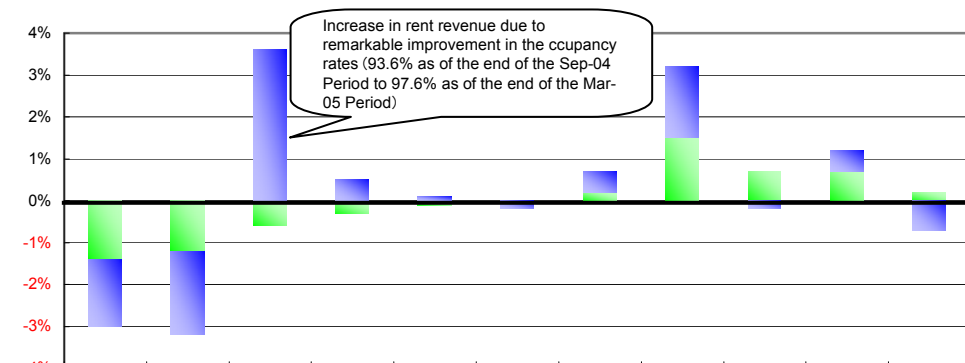 Increase in rent revenue due to
remarkable improvement in the ccupancy
rates（93.6% as of the end of the Sep-04
Period to 97.6% as of the end of the Mar-
05 Period）
4%
3%
2%
1%
0%
-1%
-2%
-3%